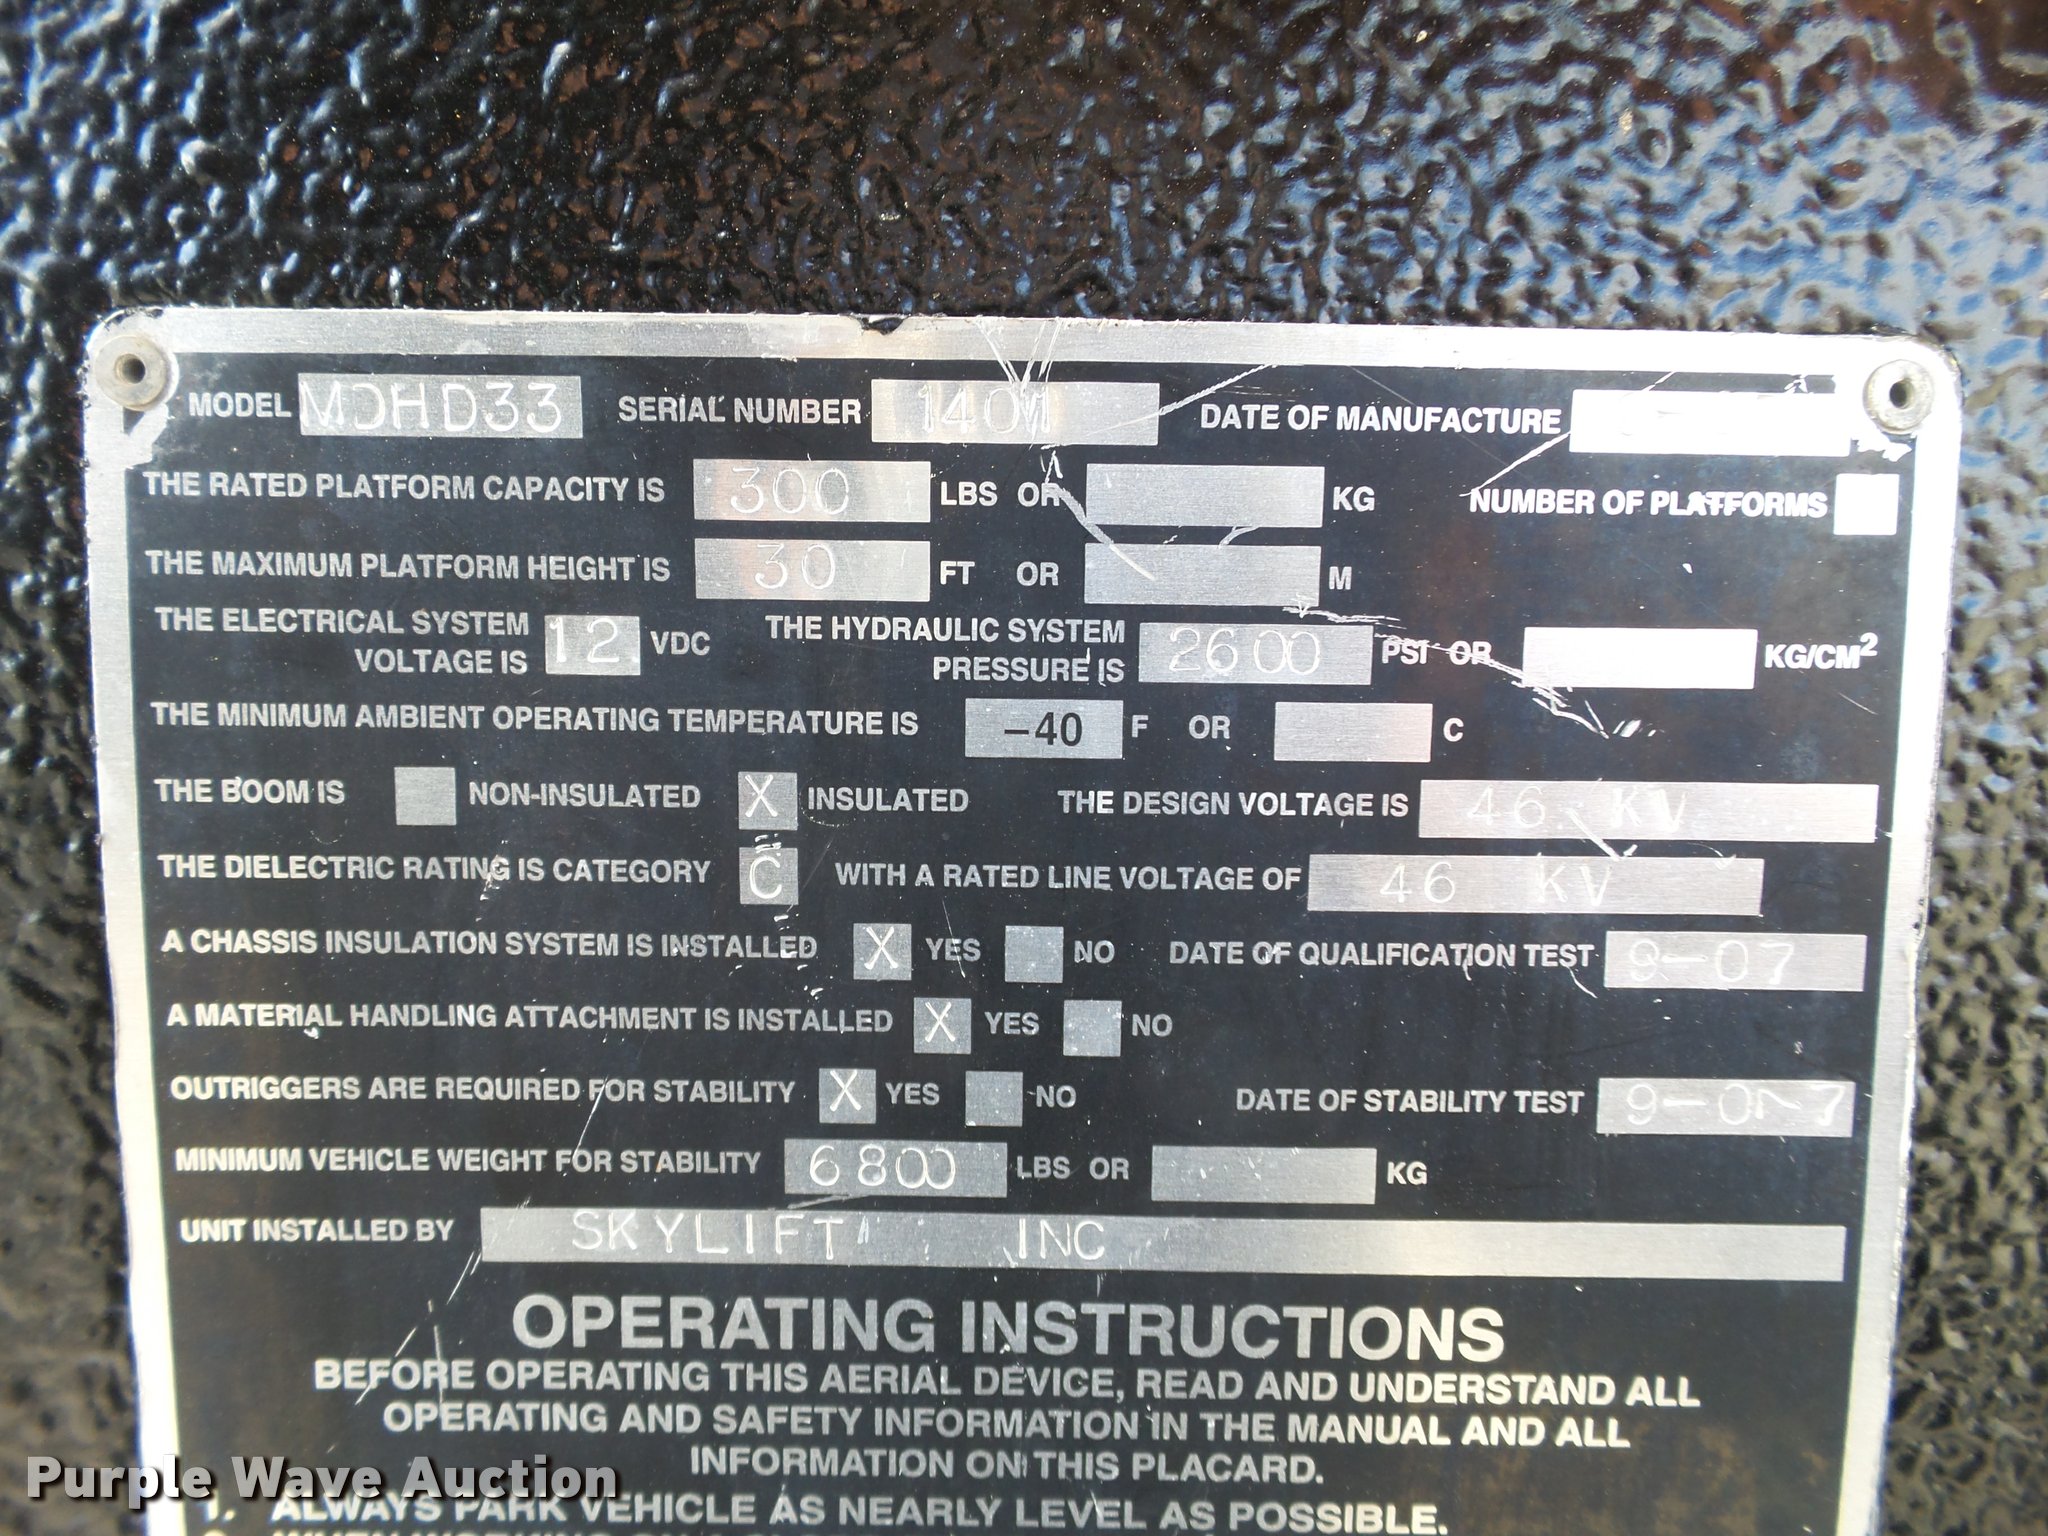 MODEL MDHD33 SERIAL NUMBER 1401 DATE OF MANUFACTURE
THE RATED PLATFORM CAPACITY IS 300 LBS OR KG NUMBER OF PLATFORMS
THE MAXIMUM PLATFORM HEIGHT IS 30 FT OR M
THE ELECTRICAL SYSTEM VOLTAGE IS 12 VDC THE HYDRAULIC SYSTEM PRESSURE IS 2600 PSI OR KG/CM²
THE MINIMUM AMBIENT OPERATING TEMPERATURE IS -40 F OR C
THE BOOM IS NON-INSULATED X INSULATED THE DESIGN VOLTAGE IS 46 KV
THE DIELECTRIC RATING IS CATEGORY C WITH A RATED LINE VOLTAGE OF 46 KV
A CHASSIS INSULATION SYSTEM IS INSTALLED X YES NO DATE OF QUALIFICATION TEST 9-07
A MATERIAL HANDLING ATTACHMENT IS INSTALLED X YES NO
OUTRIGGERS ARE REQUIRED FOR STABILITY X YES NO DATE OF STABILITY TEST 9-07
MINIMUM VEHICLE WEIGHT FOR STABILITY 6800 LBS OR KG
UNIT INSTALLED BY SKYLIFT INC
OPERATING INSTRUCTIONS
BEFORE OPERATING THIS AERIAL DEVICE, READ AND UNDERSTAND ALL
OPERATING AND SAFETY INFORMATION IN THE MANUAL AND ALL
INFORMATION ON THIS PLACARD.
1. ALWAYS PARK VEHICLE AS NEARLY LEVEL AS POSSIBLE.
Purple Wave Auction